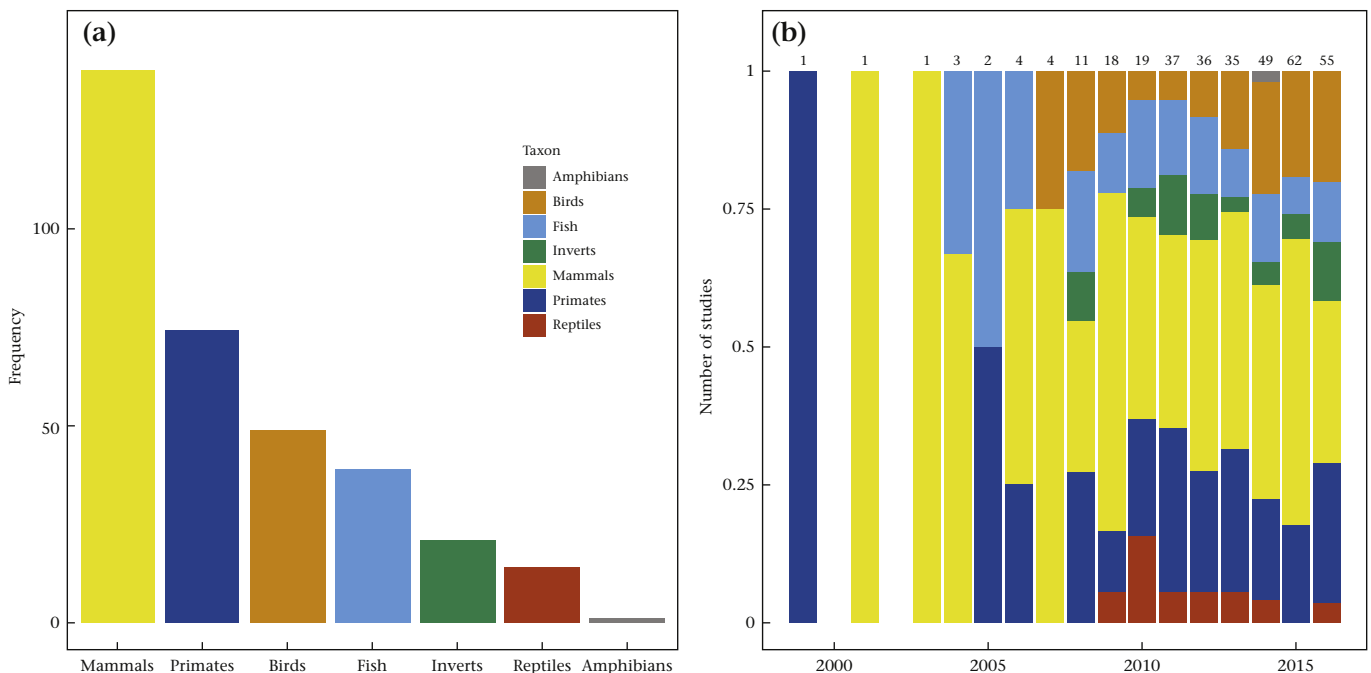 (a)
Frequency
100
50
0
Taxon
Amphibians
Birds
Fish
Inverts
Mammals
Primates
Reptiles
Mammals Primates Birds Fish Inverts Reptiles Amphibians
(b)
Number of studies
1 1 1 3 2 4 4 11 18 19 37 36 35 49 62 55
1
0.75
0.5
0.25
0
2000 2005 2010 2015